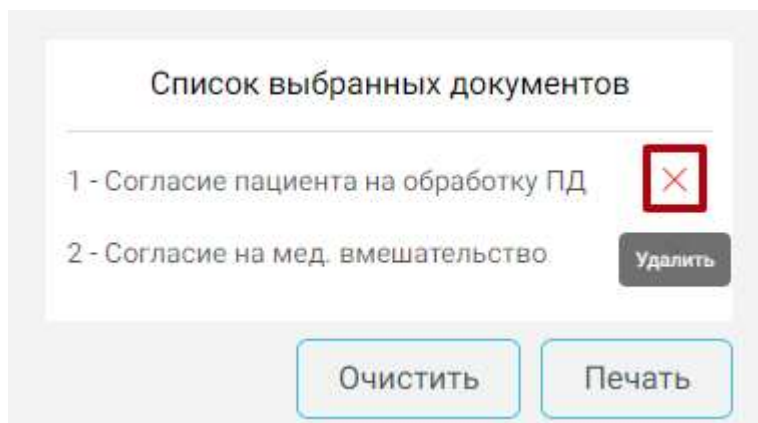 Список выбранных документов
1 - Согласие пациента на обработку ПД
2 - Согласие на мед. вмешательство
Удалить
Очистить
Печать